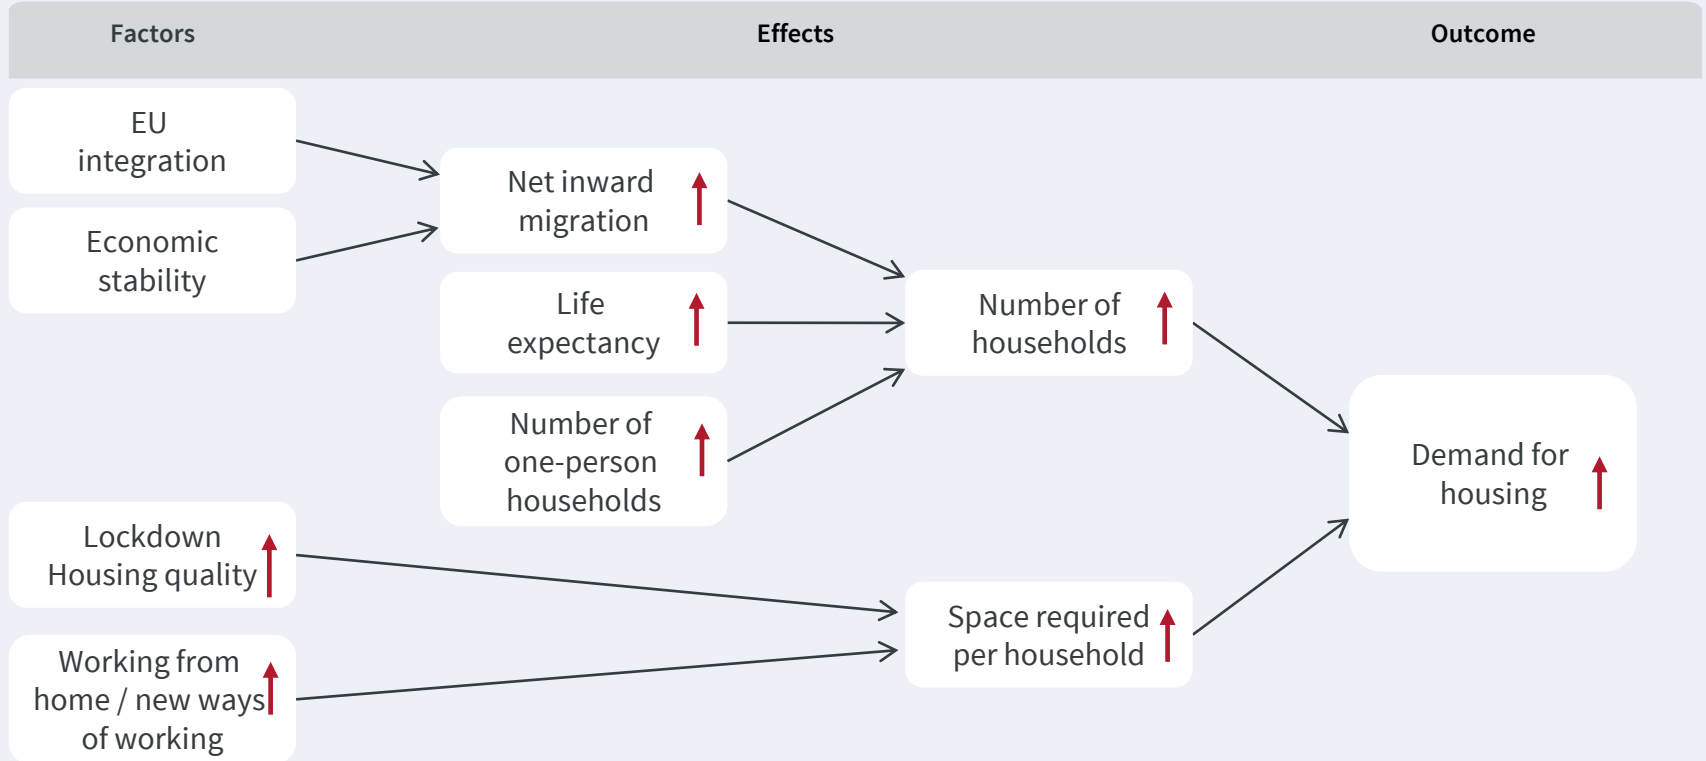 Factors
Effects
Outcome
EU
integration
Economic
stability
Net inward
migration
Life
expectancy
Number of
one-person
households
Number of
households
Demand for
housing
Lockdown
Housing quality
Working from
home / new ways
of working
Space required
per household